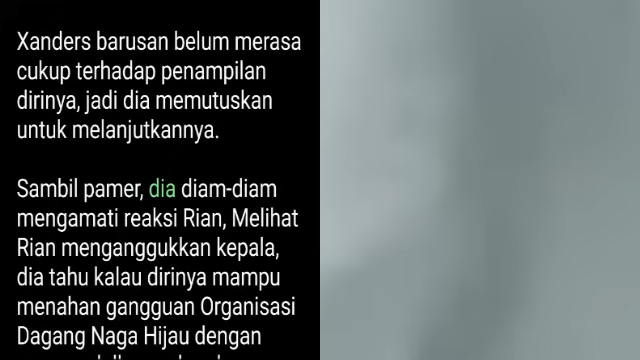 Xanders barusan belum merasa
cukup terhadap penampilan
dirinya, jadi dia memutuskan
untuk melanjutkannya.
Sambil pamer, dia diam-diam
mengamati reaksi Rian, Melihat
Rian menganggukkan kepala,
dia tahu kalau dirinya mampu
menahan gangguan Organisasi
Dagang Naga Hijau dengan